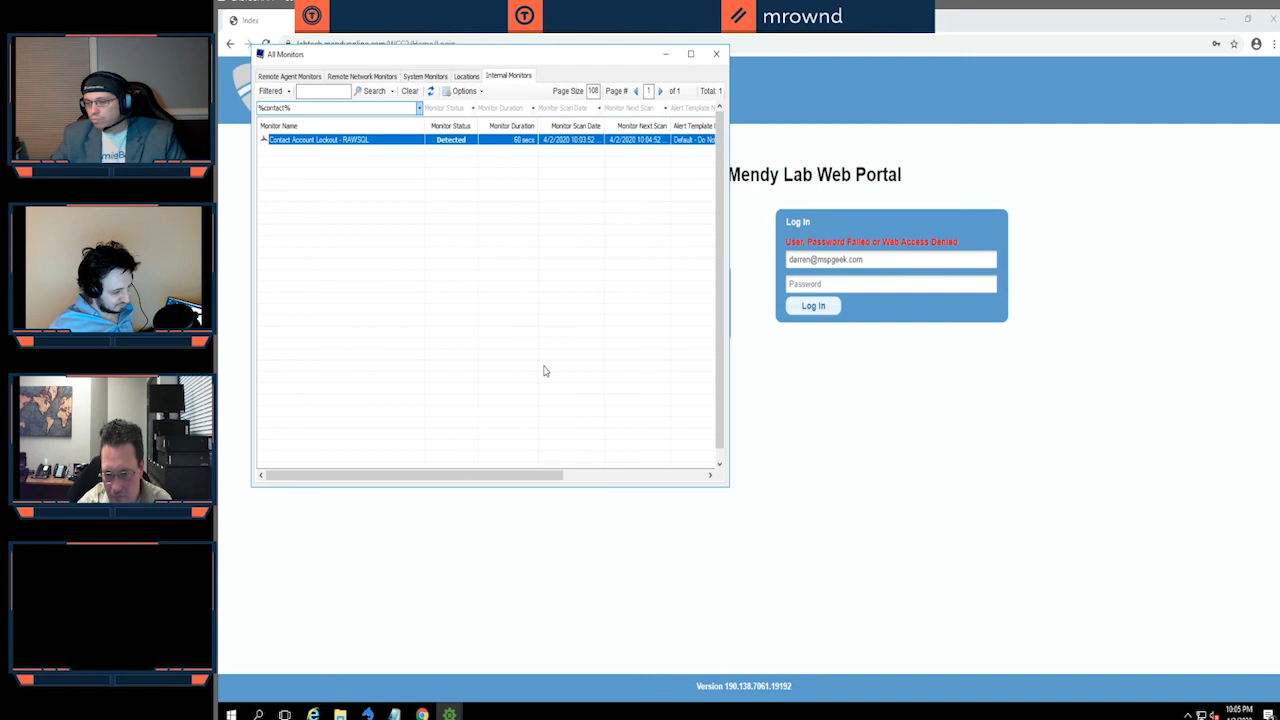 mrownd
Index
All Monitors
Remote Agent Monitors Remote Network Monitors System Monitors Locations Internal Monitors
Filtered Search Clear Options Page Size 108 Page # 1 of 1 Total: 1
%contact% Monitor Status Monitor Duration Monitor Scan Date Monitor Next Scan Alert Template N
Monitor Name Monitor Status Monitor Duration Monitor Scan Date Monitor Next Scan Alert Template
Contact Account Lockout - RAWSQL Detected 60 secs 4/2/2020 10:03:52 ... 4/2/2020 10:04:52 ... Default - Do No
Mendy Lab Web Portal
Log In
User, Password Failed or Web Access Denied
darren@mspgeek.com
Password
Log In
Version 190.138.7061.19192
10:05 PM